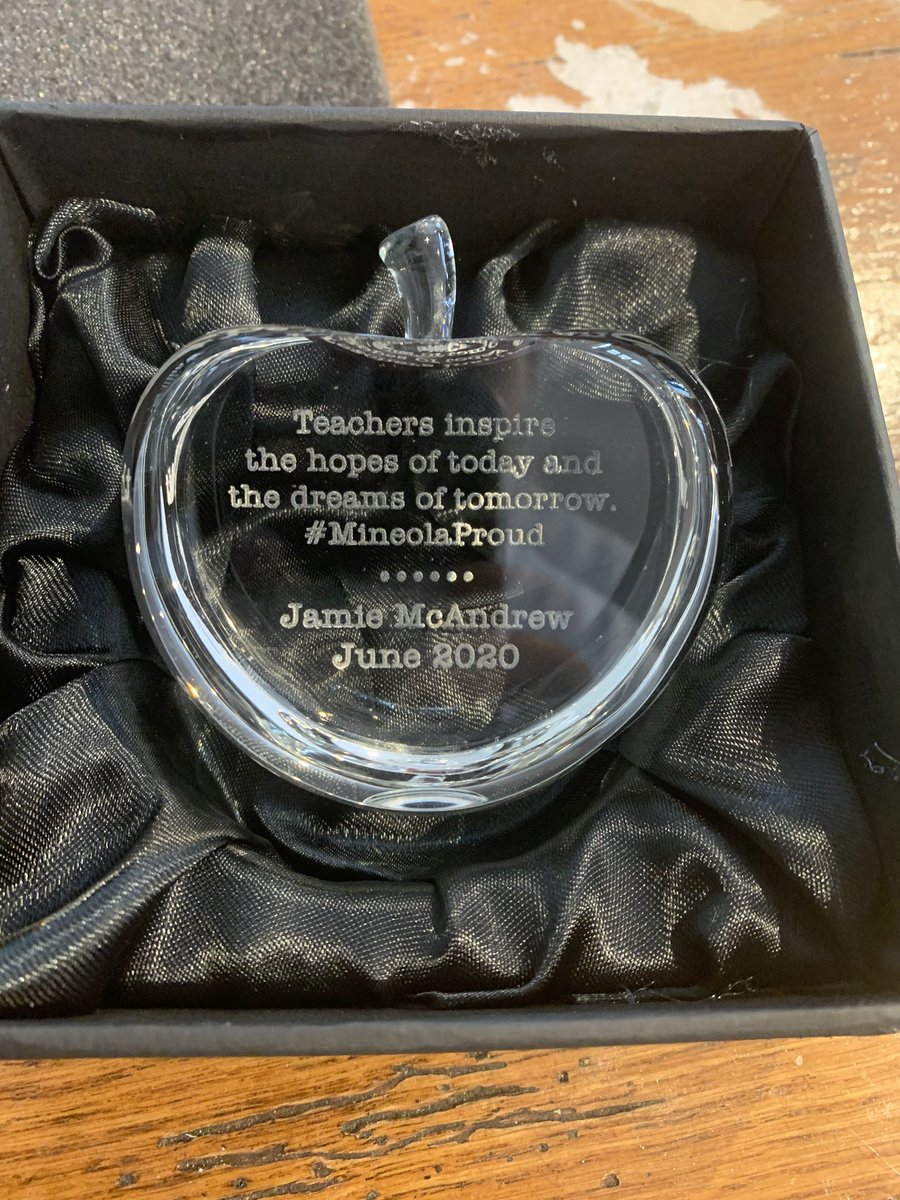 Teachers inspire
the hopes of today and
the dreams of tomorrow.
#MineolaProud
••••••
Jamie McAndrew
June 2020